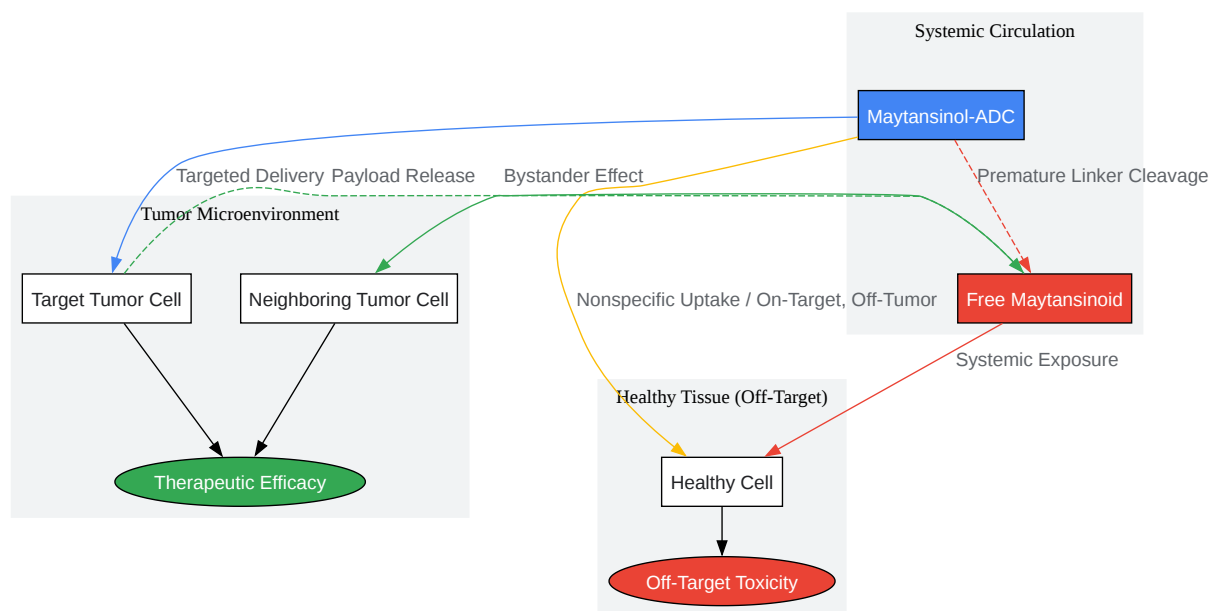 Systemic Circulation
Maytansinol-ADC
Targeted Delivery
Payload Release
Bystander Effect
Premature Linker Cleavage
Tumor Microenvironment
Target Tumor Cell
Neighboring Tumor Cell
Nonspecific Uptake / On-Target, Off-Tumor
Free Maytansinoid
Systemic Exposure
Healthy Tissue (Off-Target)
Therapeutic Efficacy
Healthy Cell
Off-Target Toxicity